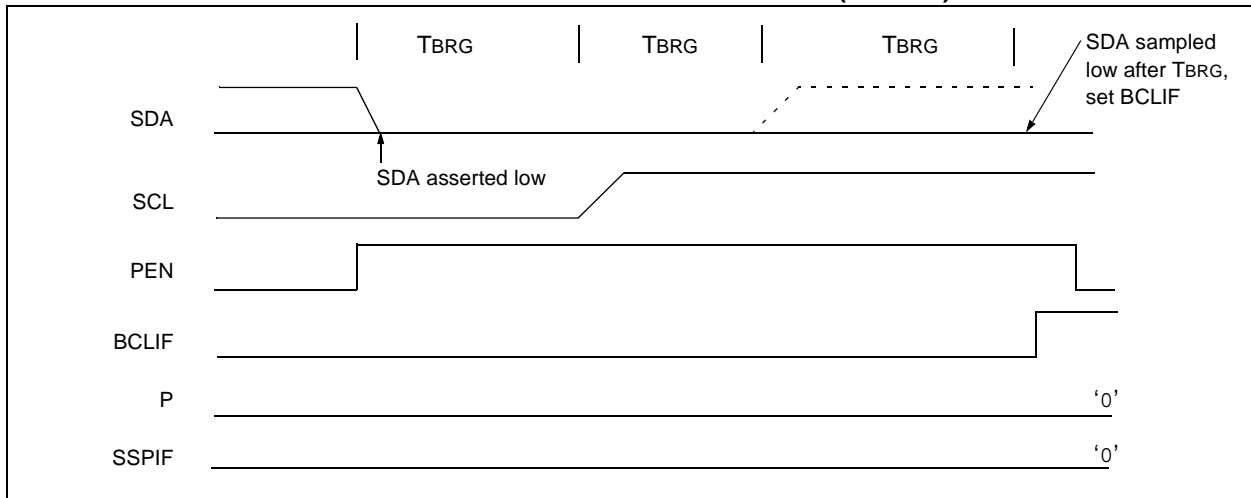 TBRG TBRG TBRG
SDA sampled
low after TBRG,
set BCLIF
SDA
SDA asserted low
SCL
PEN
BCLIF
P '0'
SSPIF '0'